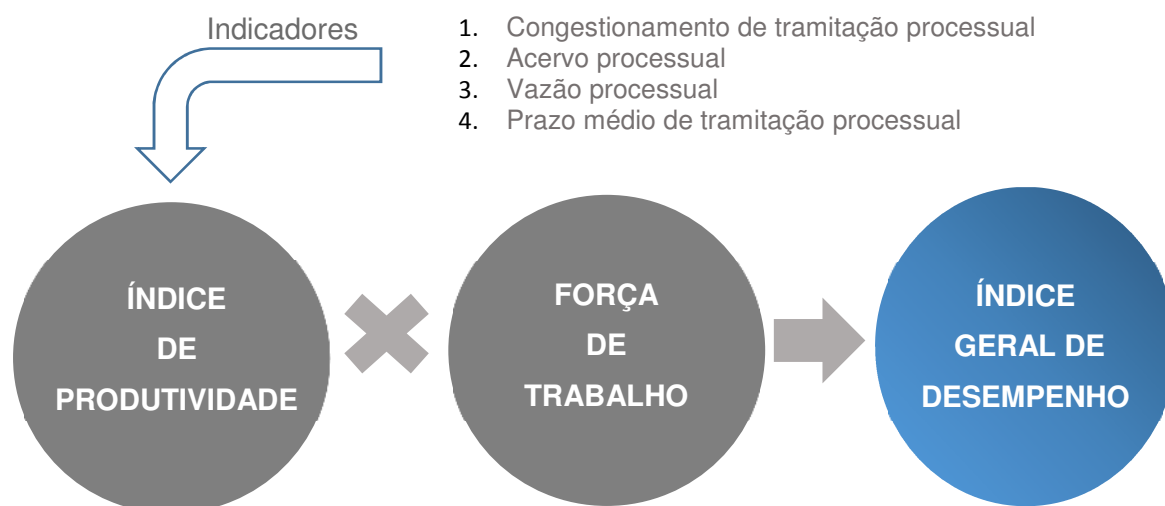 Indicadores
1. Congestionamento de tramitação processual
2. Acervo processual
3. Vazão processual
4. Prazo médio de tramitação processual
ÍNDICE
DE
PRODUTIVIDADE
FORÇA
DE
TRABALHO
ÍNDICE
GERAL DE
DESEMPENHO